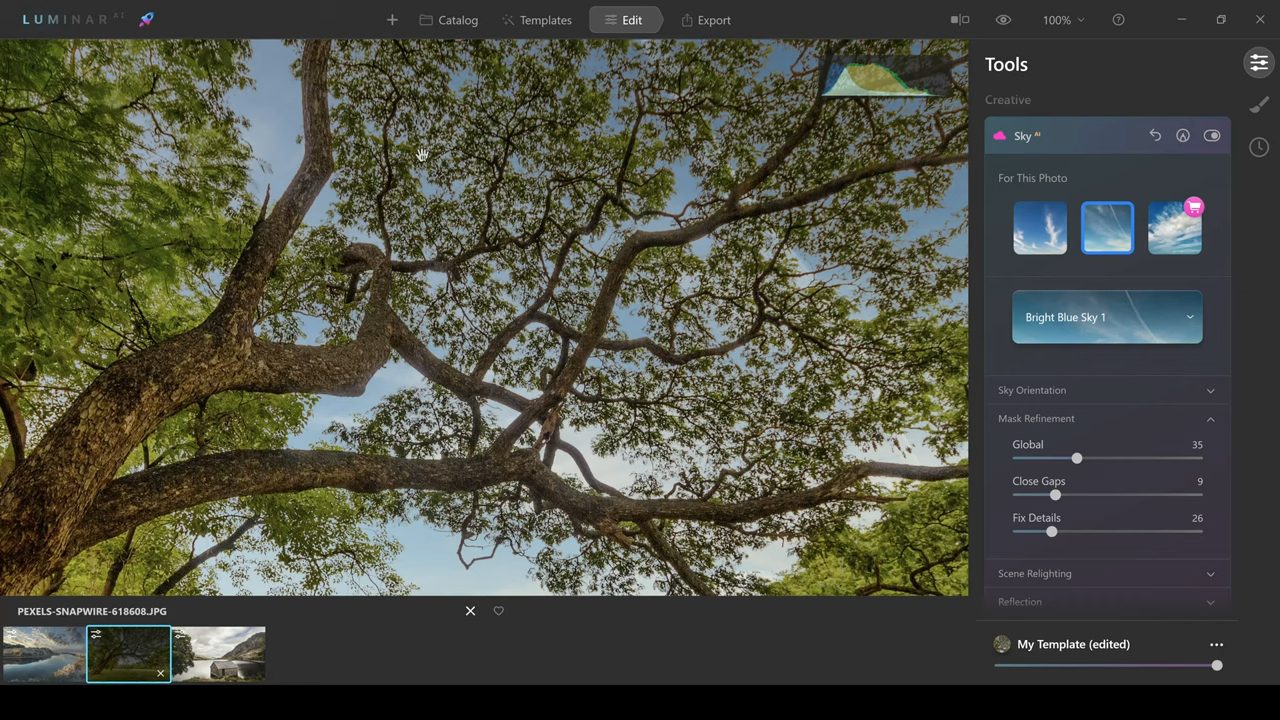 LUMINAR AI
Catalog
Templates
Edit
Export
100%
Tools
Creative
Sky AI
For This Photo
Bright Blue Sky 1
Sky Orientation
Mask Refinement
Global 35
Close Gaps 9
Fix Details 26
Scene Relighting
Reflection
PEXELS-SNAPWIRE-618608.JPG
My Template (edited)